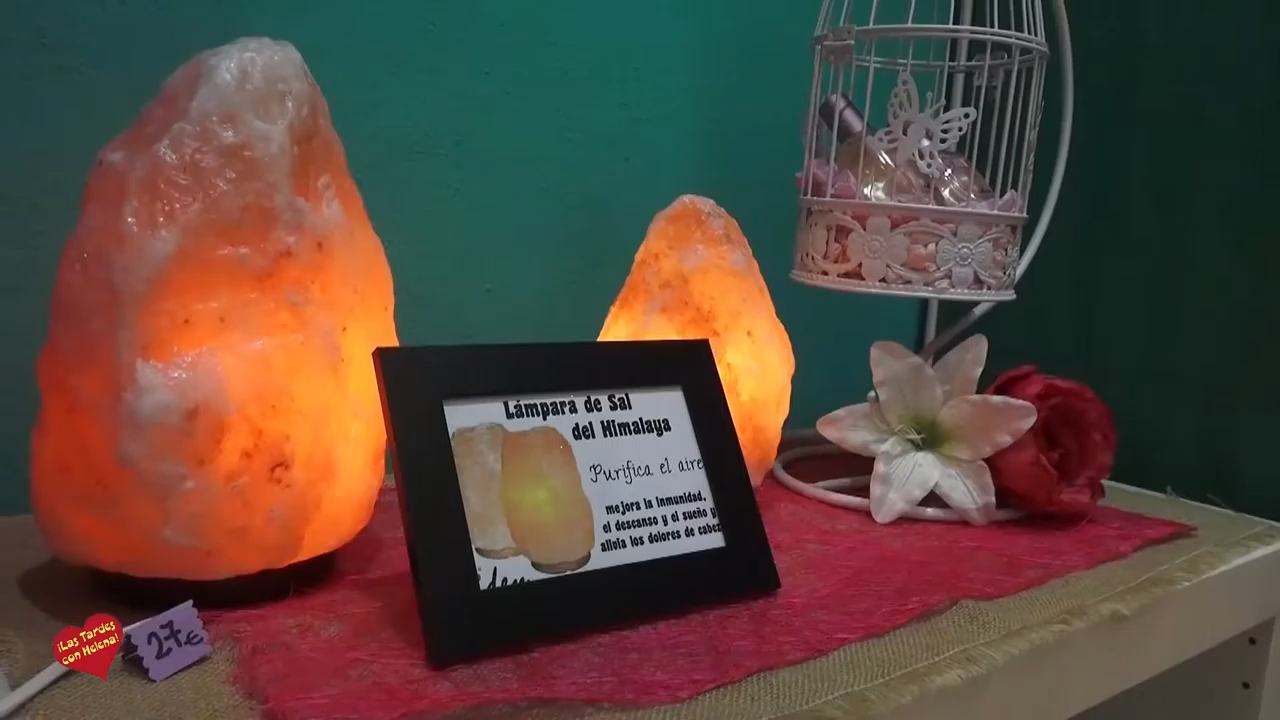 Lámpara de Sal
del Himalaya
Purifica el aire
mejora la inmunidad,
el descanso y el sueño y
alivia los dolores de cabez
¡Las Tardes
con Helena!
27€